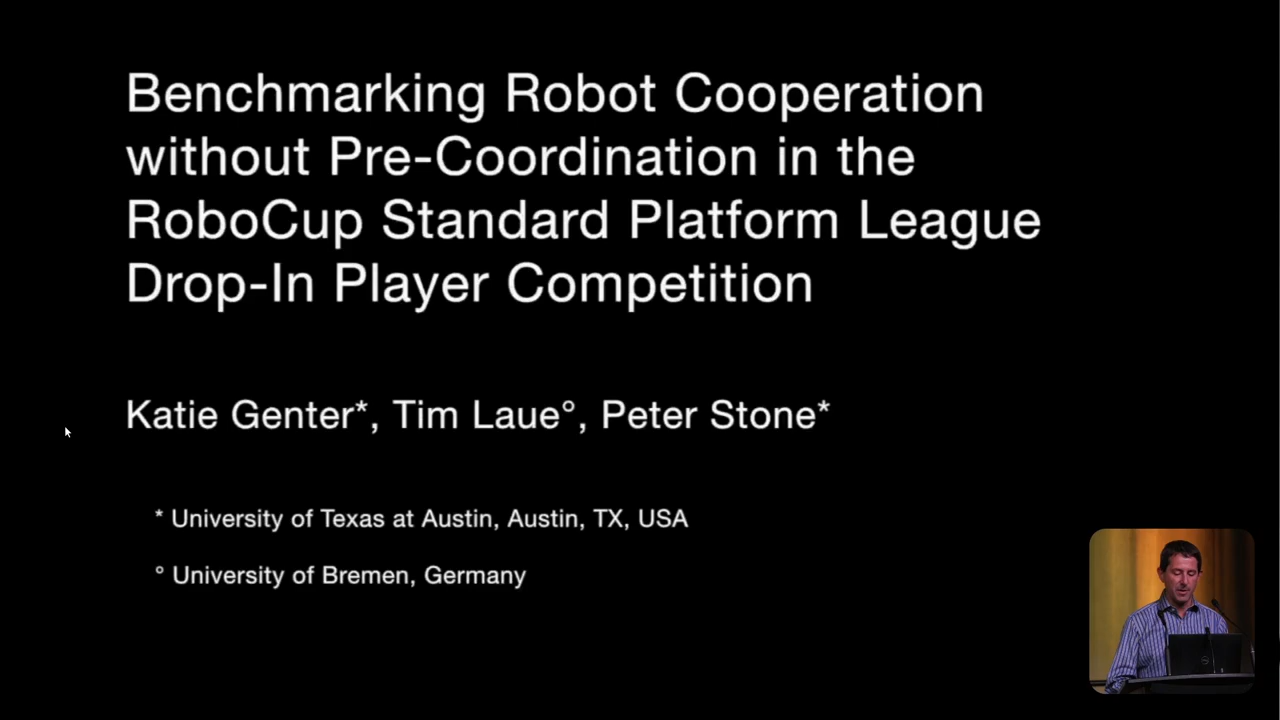 Benchmarking Robot Cooperation
without Pre-Coordination in the
RoboCup Standard Platform League
Drop-In Player Competition
Katie Genter*, Tim Laue°, Peter Stone*
* University of Texas at Austin, Austin, TX, USA
° University of Bremen, Germany